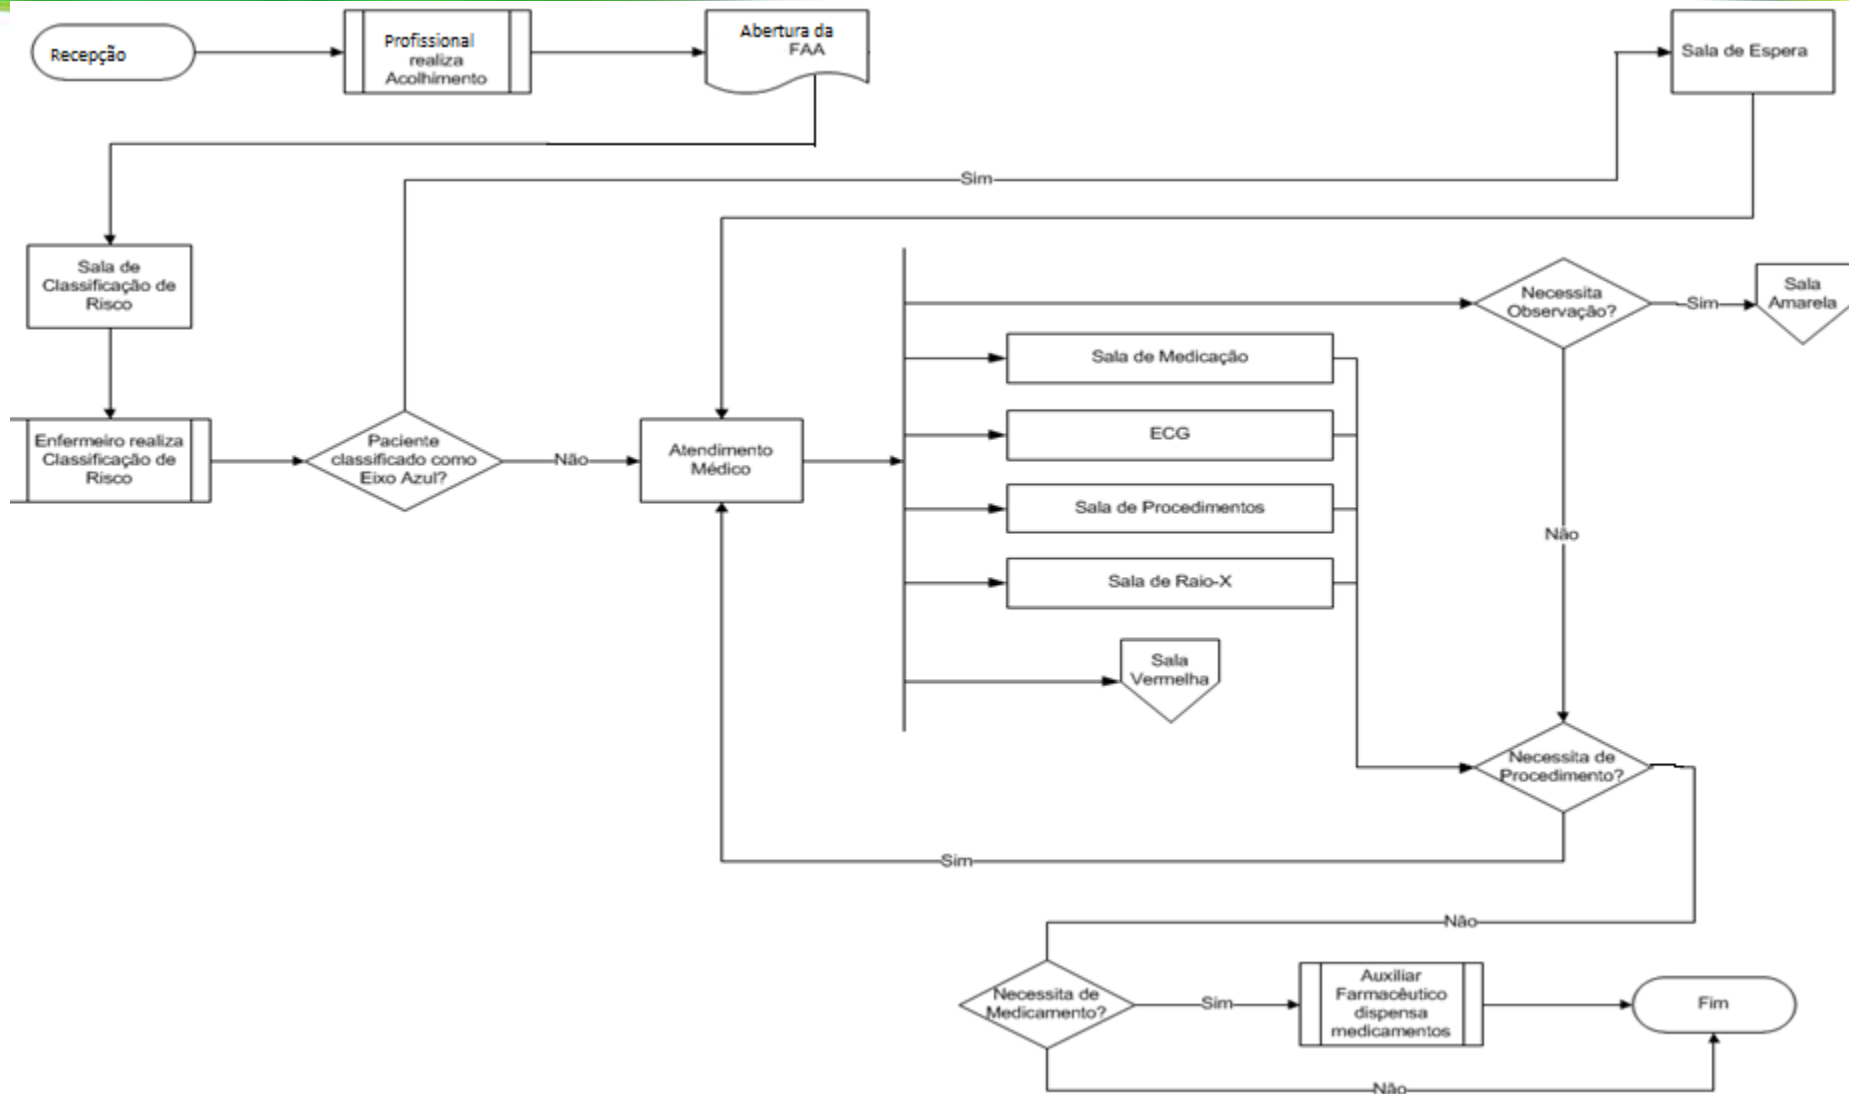 Recepção
Profissional
realiza
Acolhimento
Abertura da
FAA
Sala de Espera
Sim
Sala de
Classificação de
Risco
Necessita
Observação?
Sim
Sala
Amarela
Sala de Medicação
Enfermeiro realiza
Classificação de
Risco
Paciente
classificado como
Eixo Azul?
Não
Atendimento
Médico
ECG
Sala de Procedimentos
Não
Sala de Raio-X
Sala
Vermelha
Necessita de
Procedimento?
Sim
Não
Necessita de
Medicamento?
Sim
Auxiliar
Farmacêutico
dispensa
medicamentos
Fim
Não